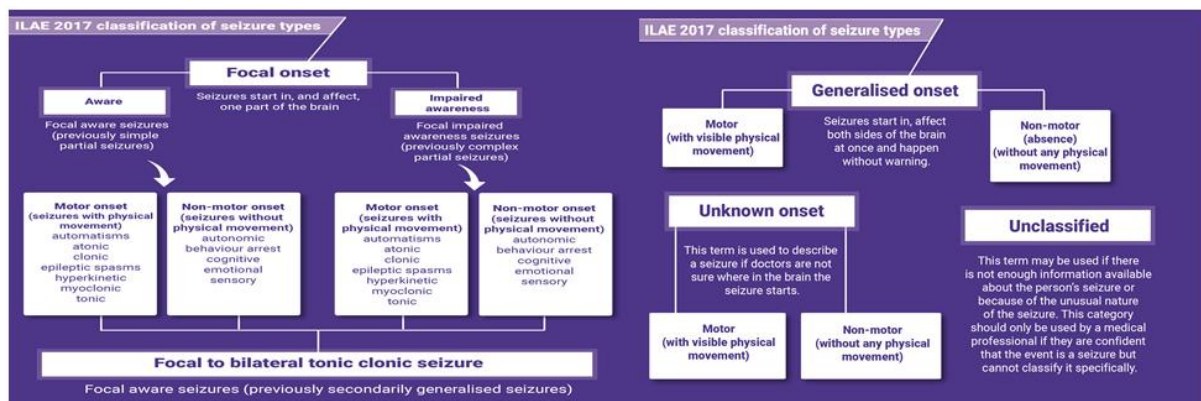 ILAE 2017 classification of seizure types
Focal onset
Seizures start in, and affect,
one part of the brain
Aware
Focal aware seizures
(previously simple
partial seizures)
Impaired
awareness
Focal impaired
awareness seizures
(previously complex
partial seizures)
Motor onset
(seizures with physical
movement)
automatisms
atonic
clonic
epileptic spasms
hyperkinetic
myoclonic
tonic
Non-motor onset
(seizures without
physical movement)
autonomic
behaviour arrest
cognitive
emotional
sensory
Motor onset
(seizures with
physical movement)
automatisms
atonic
clonic
epileptic spasms
hyperkinetic
myoclonic
tonic
Non-motor onset
(seizures without
physical movement)
autonomic
behaviour arrest
cognitive
emotional
sensory
Focal to bilateral tonic clonic seizure
Focal aware seizures (previously secondarily generalised seizures)
ILAE 2017 classification of seizure types
Generalised onset
Seizures start in, affect
both sides of the brain
at once and happen
without warning.
Motor
(with visible physical
movement)
Non-motor
(absence)
(without any physical
movement)
Unknown onset
This term is used to describe
a seizure if doctors are not
sure where in the brain the
seizure starts.
Motor
(with visible physical
movement)
Non-motor
(without any physical
movement)
Unclassified
This term may be used if there
is not enough information available
about the person's seizure or
because of the unusual nature
of the seizure. This category
should only be used by a medical
professional if they are confident
that the event is a seizure but
cannot classify it specifically.